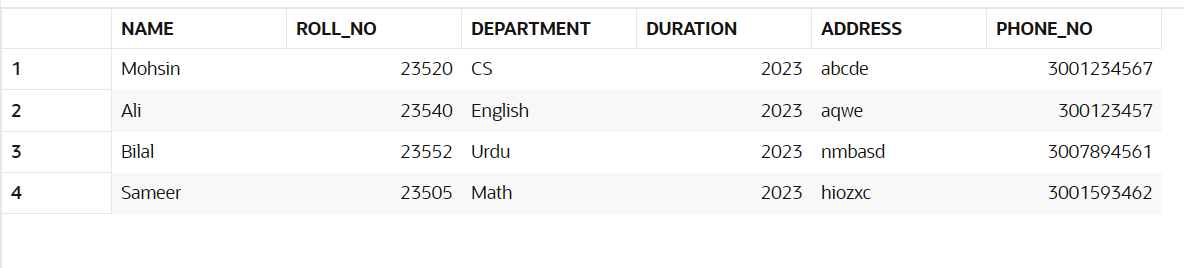 NAME ROLL_NO DEPARTMENT DURATION ADDRESS PHONE_NO
1 Mohsin 23520 CS 2023 abcde 3001234567
2 Ali 23540 English 2023 aqwe 300123457
3 Bilal 23552 Urdu 2023 nmbasd 3007894561
4 Sameer 23505 Math 2023 hiozxc 3001593462